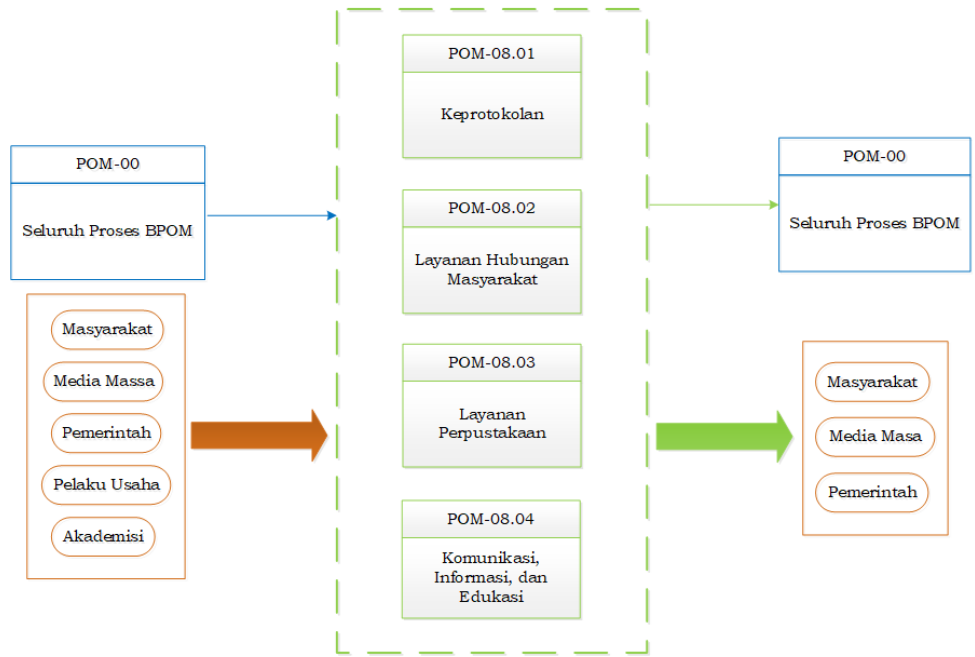 POM-00
Seluruh Proses BPOM
Masyarakat
Media Massa
Pemerintah
Pelaku Usaha
Akademisi
POM-08.01
Keprotokolan
POM-08.02
Layanan Hubungan
Masyarakat
POM-08.03
Layanan
Perpustakaan
POM-08.04
Komunikasi,
Informasi, dan
Edukasi
POM-00
Seluruh Proses BPOM
Masyarakat
Media Masa
Pemerintah